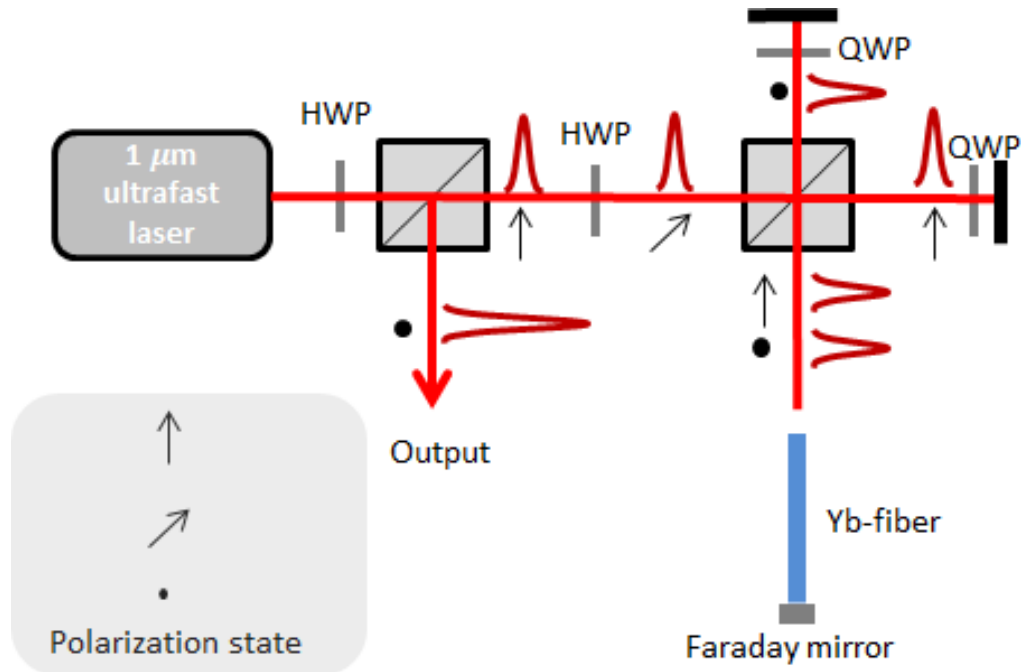 QWP
HWP
HWP
QWP
1 μm
ultrafast
laser
Output
Yb-fiber
Polarization state
Faraday mirror